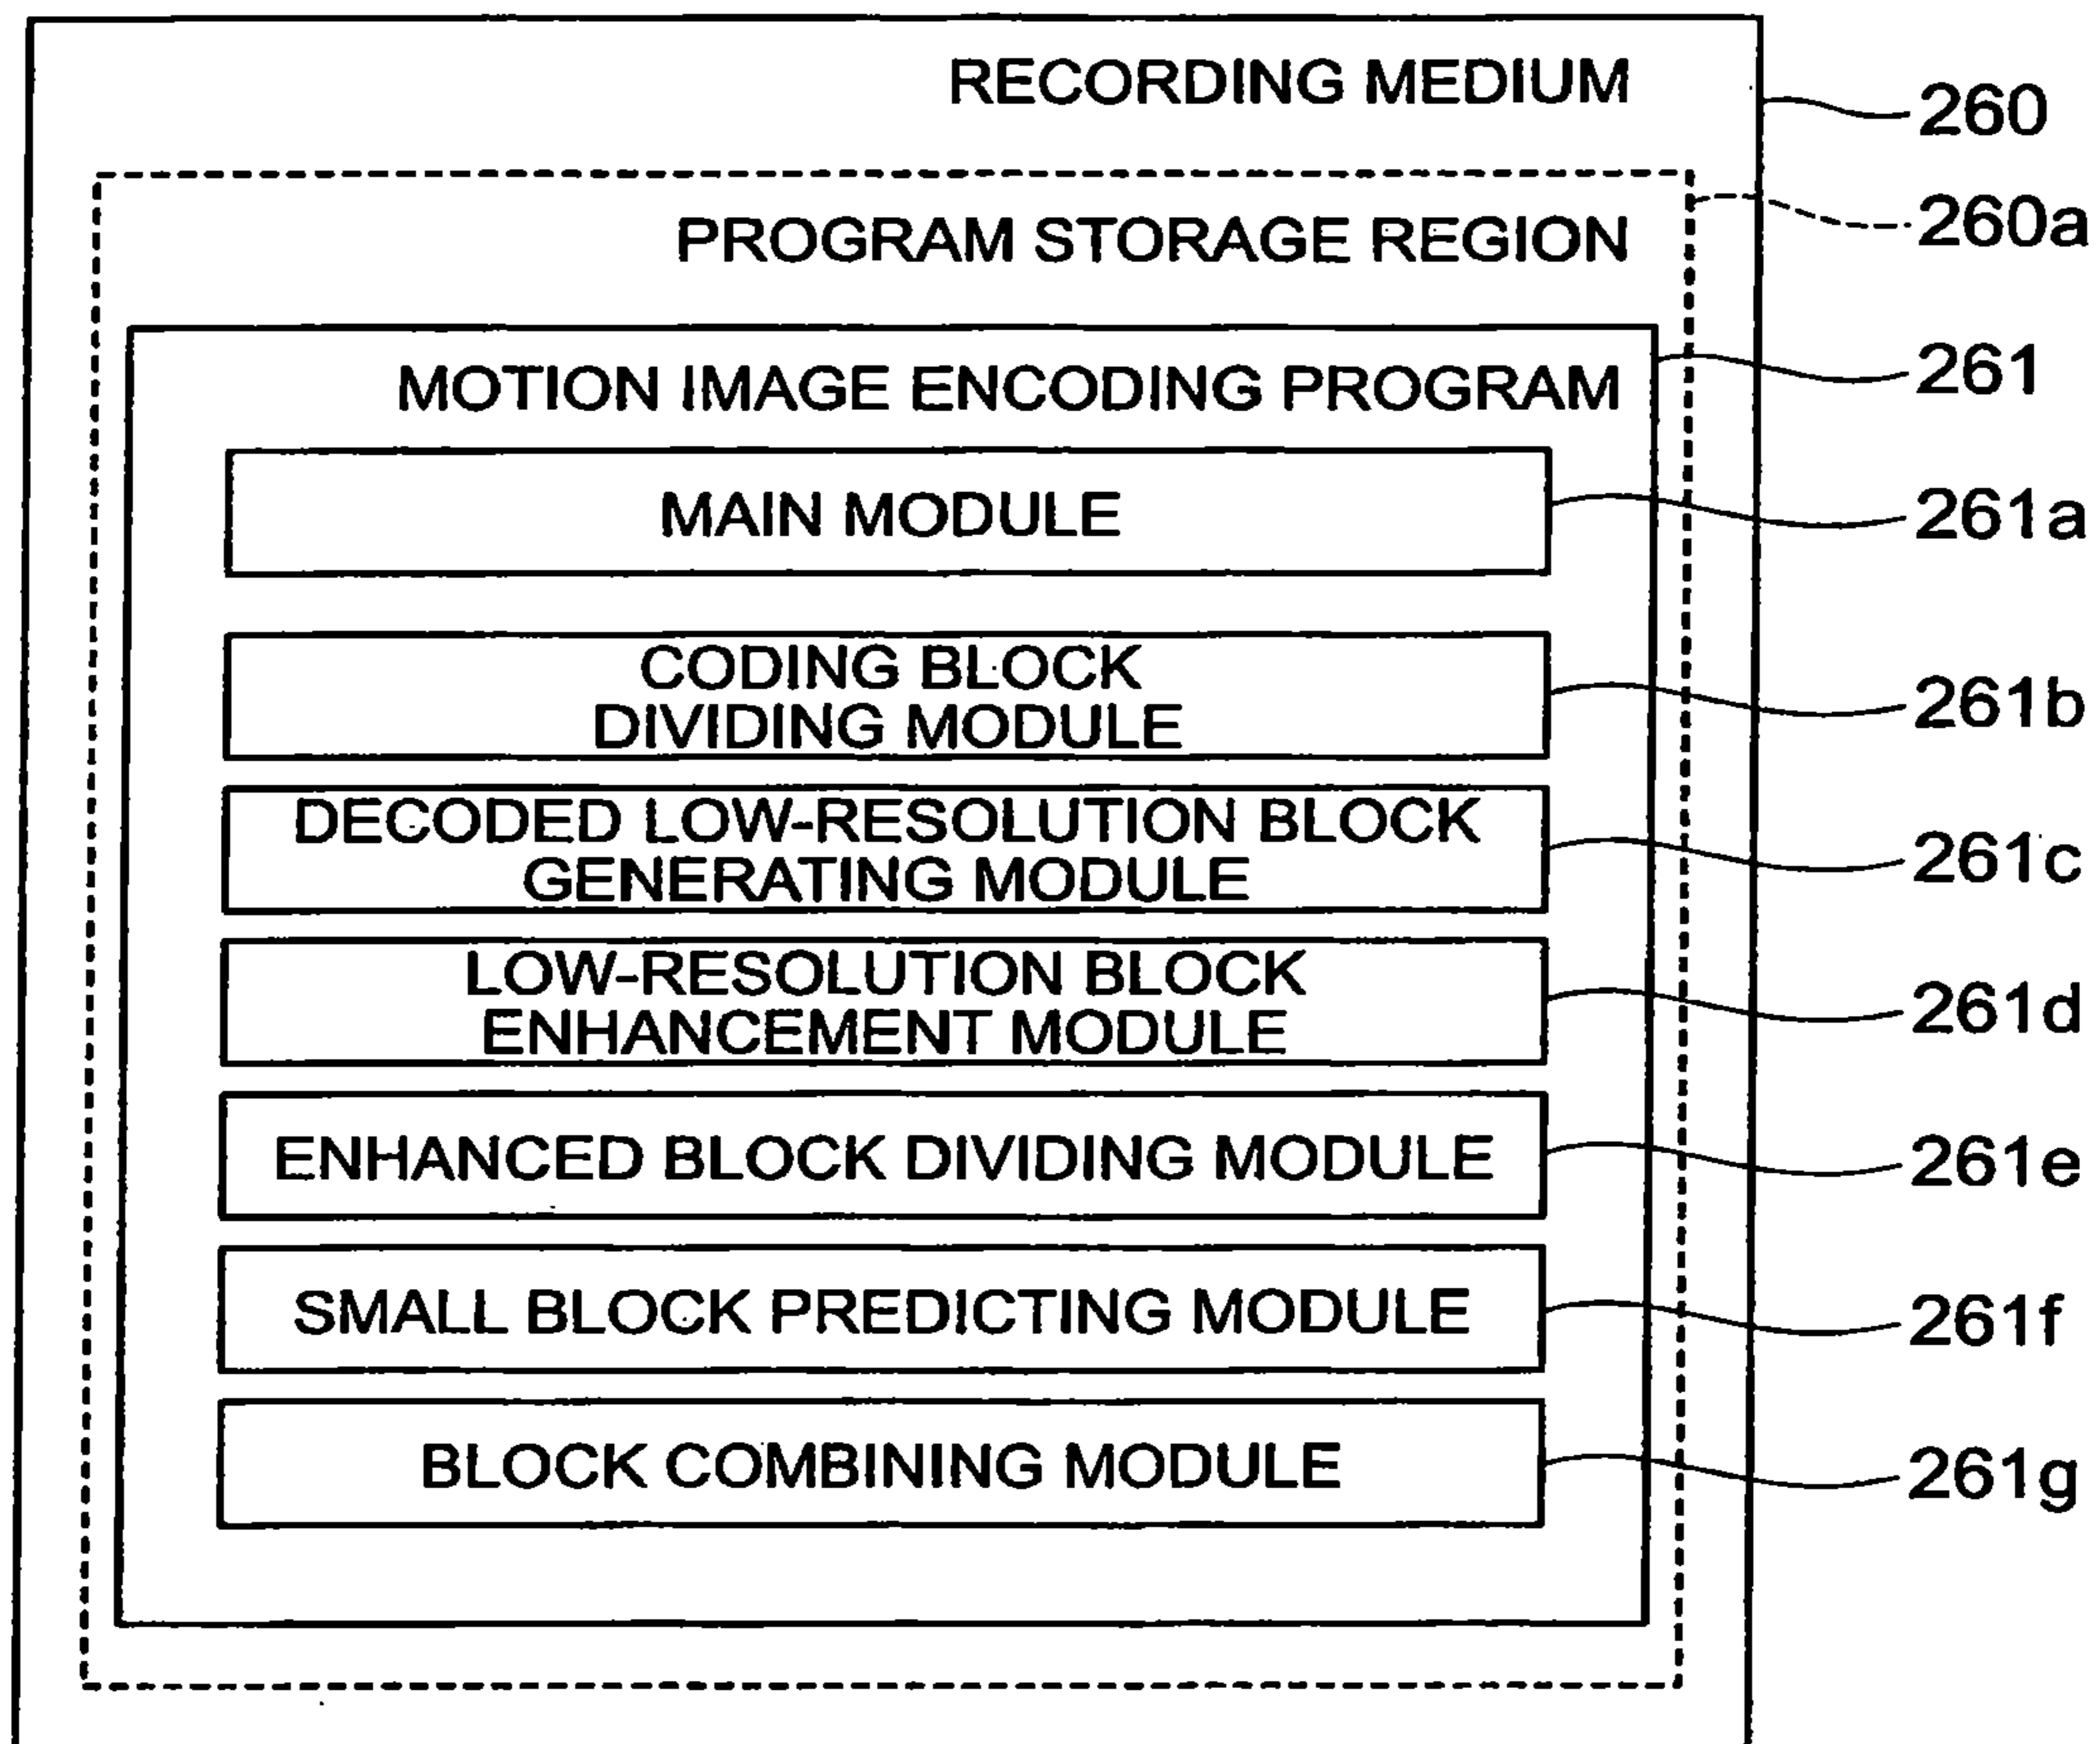 RECORDING MEDIUM
260
PROGRAM STORAGE REGION
260a
MOTION IMAGE ENCODING PROGRAM
261
MAIN MODULE
261a
CODING BLOCK
DIVIDING MODULE
261b
DECODED LOW-RESOLUTION BLOCK
GENERATING MODULE
261c
LOW-RESOLUTION BLOCK
ENHANCEMENT MODULE
261d
ENHANCED BLOCK DIVIDING MODULE
261e
SMALL BLOCK PREDICTING MODULE
261f
BLOCK COMBINING MODULE
261g